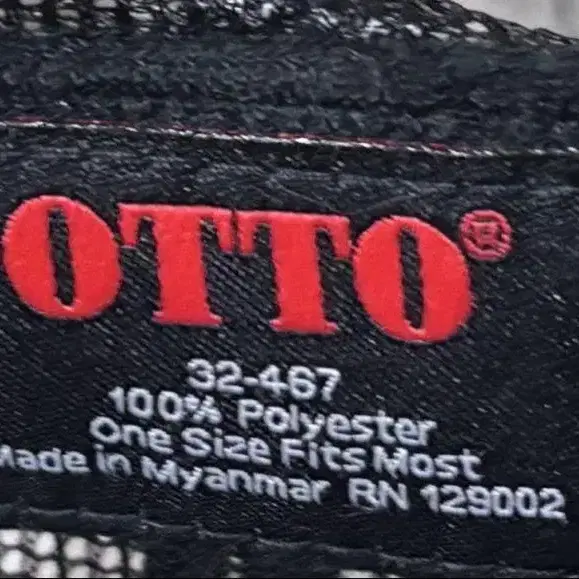 OTTO®
32-467
100% Polyester
One Size Fits Most
Made in Myanmar RN 129002